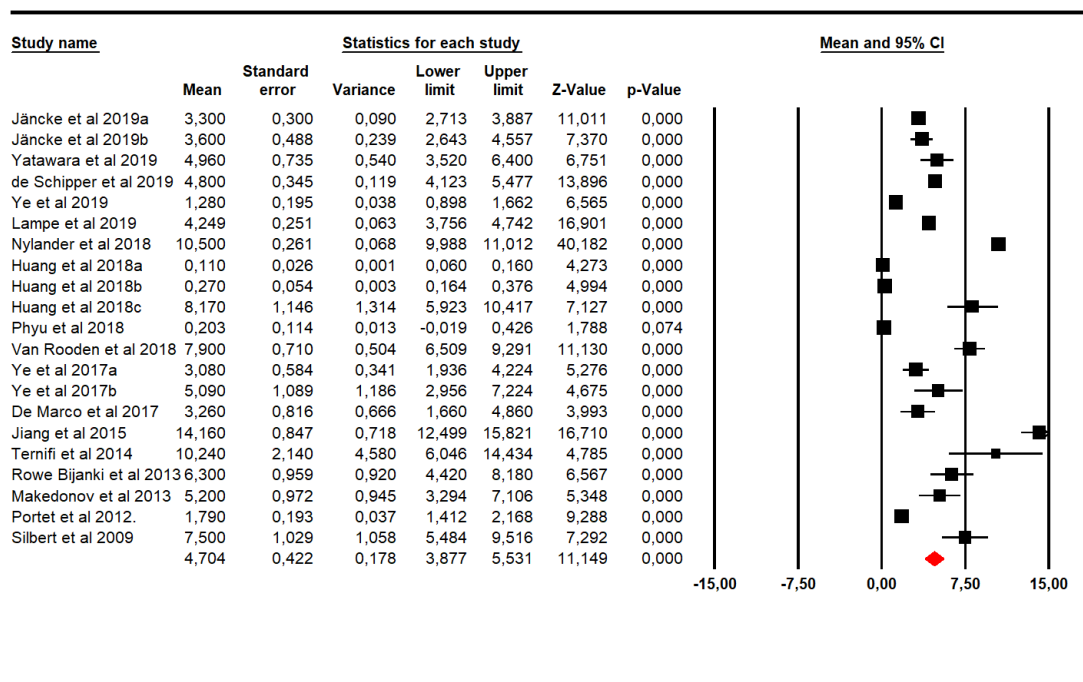 Study name Statistics for each study Mean and 95% CI
Standard Lower Upper
Mean error Variance limit limit Z-Value p-Value
Jäncke et al 2019a 3,300 0,300 0,090 2,713 3,887 11,011 0,000
Jäncke et al 2019b 3,600 0,488 0,239 2,643 4,557 7,370 0,000
Yatawara et al 2019 4,960 0,735 0,540 3,520 6,400 6,751 0,000
de Schipper et al 2019 4,800 0,345 0,119 4,123 5,477 13,896 0,000
Ye et al 2019 1,280 0,195 0,038 0,898 1,662 6,565 0,000
Lampe et al 2019 4,249 0,251 0,063 3,756 4,742 16,901 0,000
Nylander et al 2018 10,500 0,261 0,068 9,988 11,012 40,182 0,000
Huang et al 2018a 0,110 0,026 0,001 0,060 0,160 4,273 0,000
Huang et al 2018b 0,270 0,054 0,003 0,164 0,376 4,994 0,000
Huang et al 2018c 8,170 1,146 1,314 5,923 10,417 7,127 0,000
Phyu et al 2018 0,203 0,114 0,013 -0,019 0,426 1,788 0,074
Van Rooden et al 2018 7,900 0,710 0,504 6,509 9,291 11,130 0,000
Ye et al 2017a 3,080 0,584 0,341 1,936 4,224 5,276 0,000
Ye et al 2017b 5,090 1,089 1,186 2,956 7,224 4,675 0,000
De Marco et al 2017 3,260 0,816 0,666 1,660 4,860 3,993 0,000
Jiang et al 2015 14,160 0,847 0,718 12,499 15,821 16,710 0,000
Ternifi et al 2014 10,240 2,140 4,580 6,046 14,434 4,785 0,000
Rowe Bijanki et al 2013 6,300 0,959 0,920 4,420 8,180 6,567 0,000
Makedonov et al 2013 5,200 0,972 0,945 3,294 7,106 5,348 0,000
Portet et al 2012. 1,790 0,193 0,037 1,412 2,168 9,288 0,000
Silbert et al 2009 7,500 1,029 1,058 5,484 9,516 7,292 0,000
4,704 0,422 0,178 3,877 5,531 11,149 0,000
-15,00 -7,50 0,00 7,50 15,00